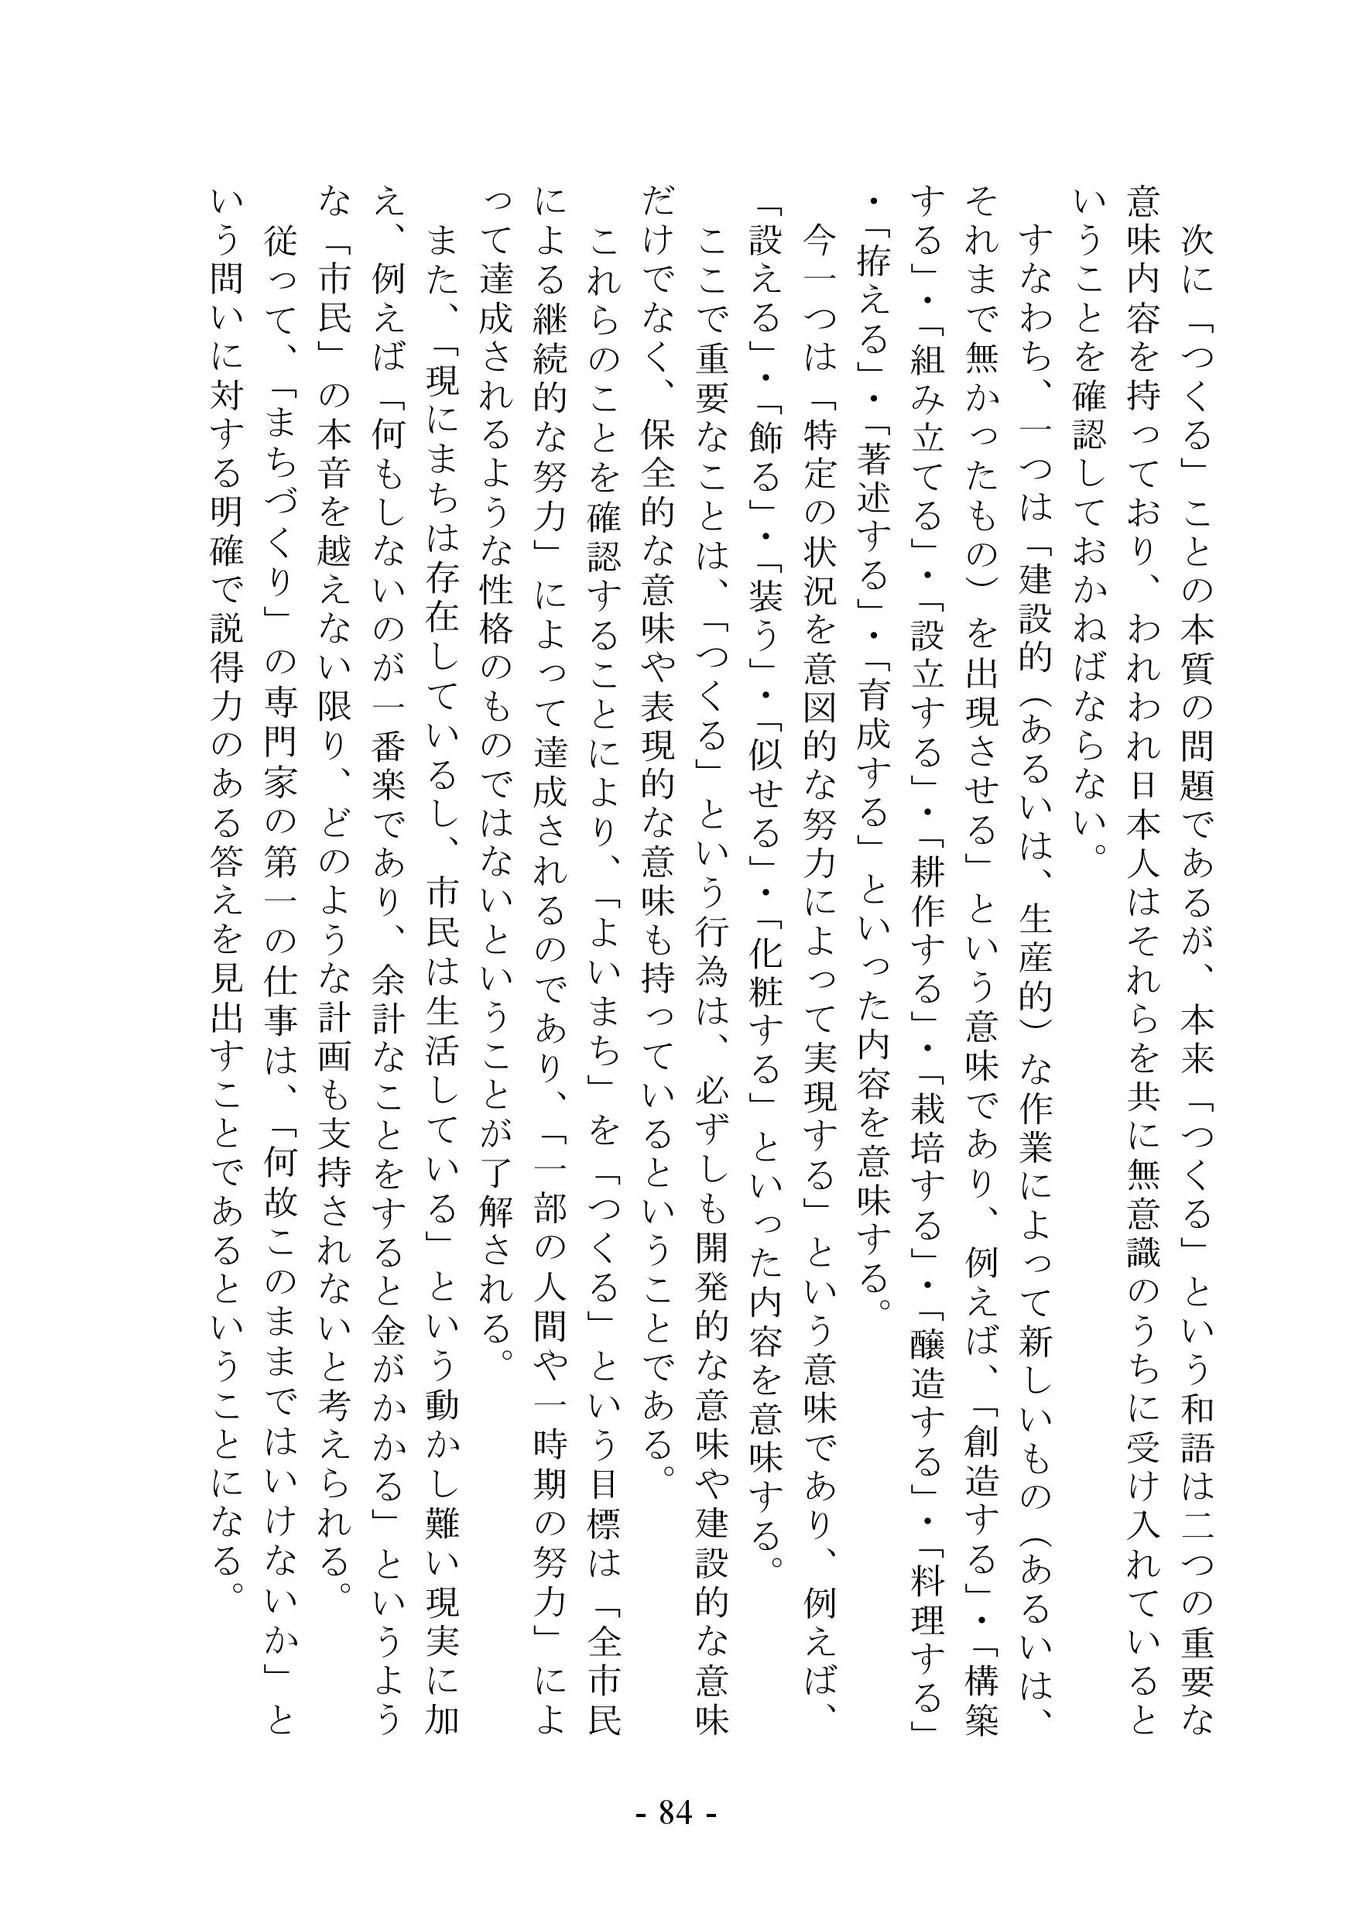 次に「つくる」ことの本質の問題であるが、本来「つくる」という和語は二つの重要な
意味内容を持っており、われわれ日本人はそれらを共に無意識のうちに受け入れていると
いうことを確認しておかねばならない。
すなわち、一つは「建設的（あるいは、生産的）な作業によって新しいもの（あるいは、
それまで無かったもの）を出現させる」という意味であり、例えば、「創造する」・「構築
する」・「組み立てる」・「設立する」・「耕作する」・「栽培する」・「醸造する」・「料理する」
・「拵える」・「著述する」・「育成する」といった内容を意味する。
今一つは「特定の状況を意図的な努力によって実現する」という意味であり、例えば、
「設える」・「飾る」・「装う」・「似せる」・「化粧する」といった内容を意味する。
ここで重要なことは、「つくる」という行為は、必ずしも開発的な意味や建設的な意味
だけでなく、保全的な意味や表現的な意味も持っているということである。
これらのことを確認することにより、「よいまち」を「つくる」という目標は「全市民
による継続的な努力」によって達成されるのであり、「一部の人間や一時期の努力」によ
って達成されるような性格のものではないということが了解される。
また、「現にまちは存在しているし、市民は生活している」という動かし難い現実に加
え、例えば「何もしないのが一番楽であり、余計なことをすると金がかかる」というよう
な「市民」の本音を越えない限り、どのような計画も支持されないと考えられる。
従って、「まちづくり」の専門家の第一の仕事は、「何故このままではいけないか」と
いう問いに対する明確で説得力のある答えを見出すことであるということになる。
- 84 -